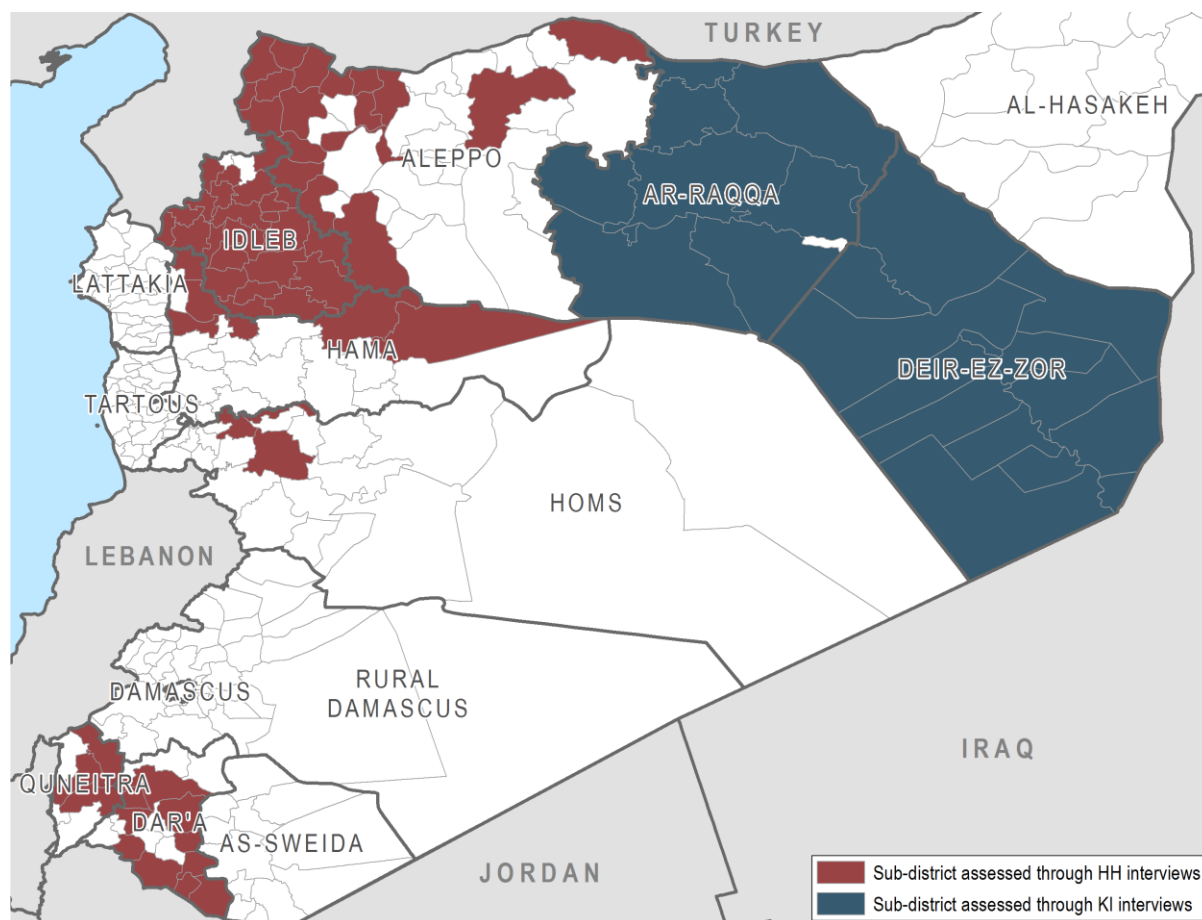 TURKEY
AL-HASAKEH
ALEPPO
AR-RAQQA
IDLEB
LATTAKIA
HAMA
DEIR-EZ-ZOR
TARTOUS
HOMS
LEBANON
RURAL
DAMASCUS
DAMASCUS
IRAQ
QUNEITRA
DAR'A
AS-SWEIDA
JORDAN
Sub-district assessed through HH interviews
Sub-district assessed through KI interviews